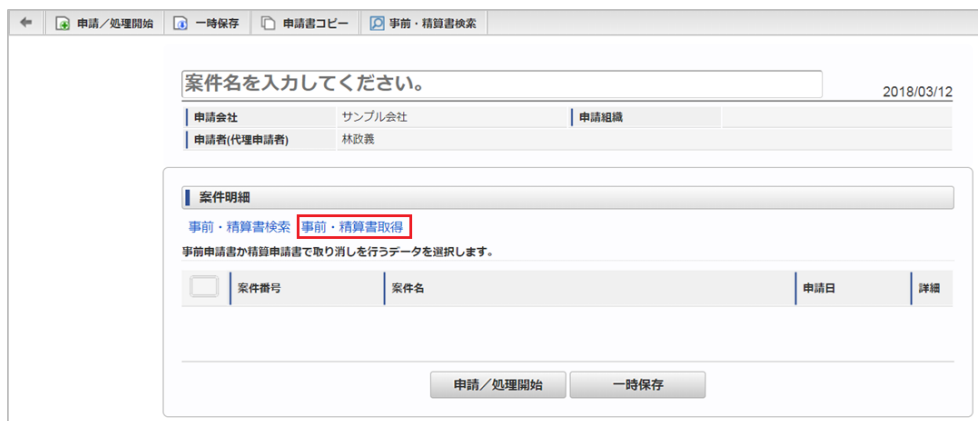 申請／処理開始 一時保存 申請書コピー 事前・精算書検索
案件名を入力してください。
2018/03/12
申請会社 サンプル会社 申請組織
申請者(代理申請者) 林政義
案件明細
事前・精算書検索 事前・精算書取得
事前申請書か精算申請書で取り消しを行うデータを選択します。
案件番号 案件名 申請日 詳細
申請／処理開始 一時保存